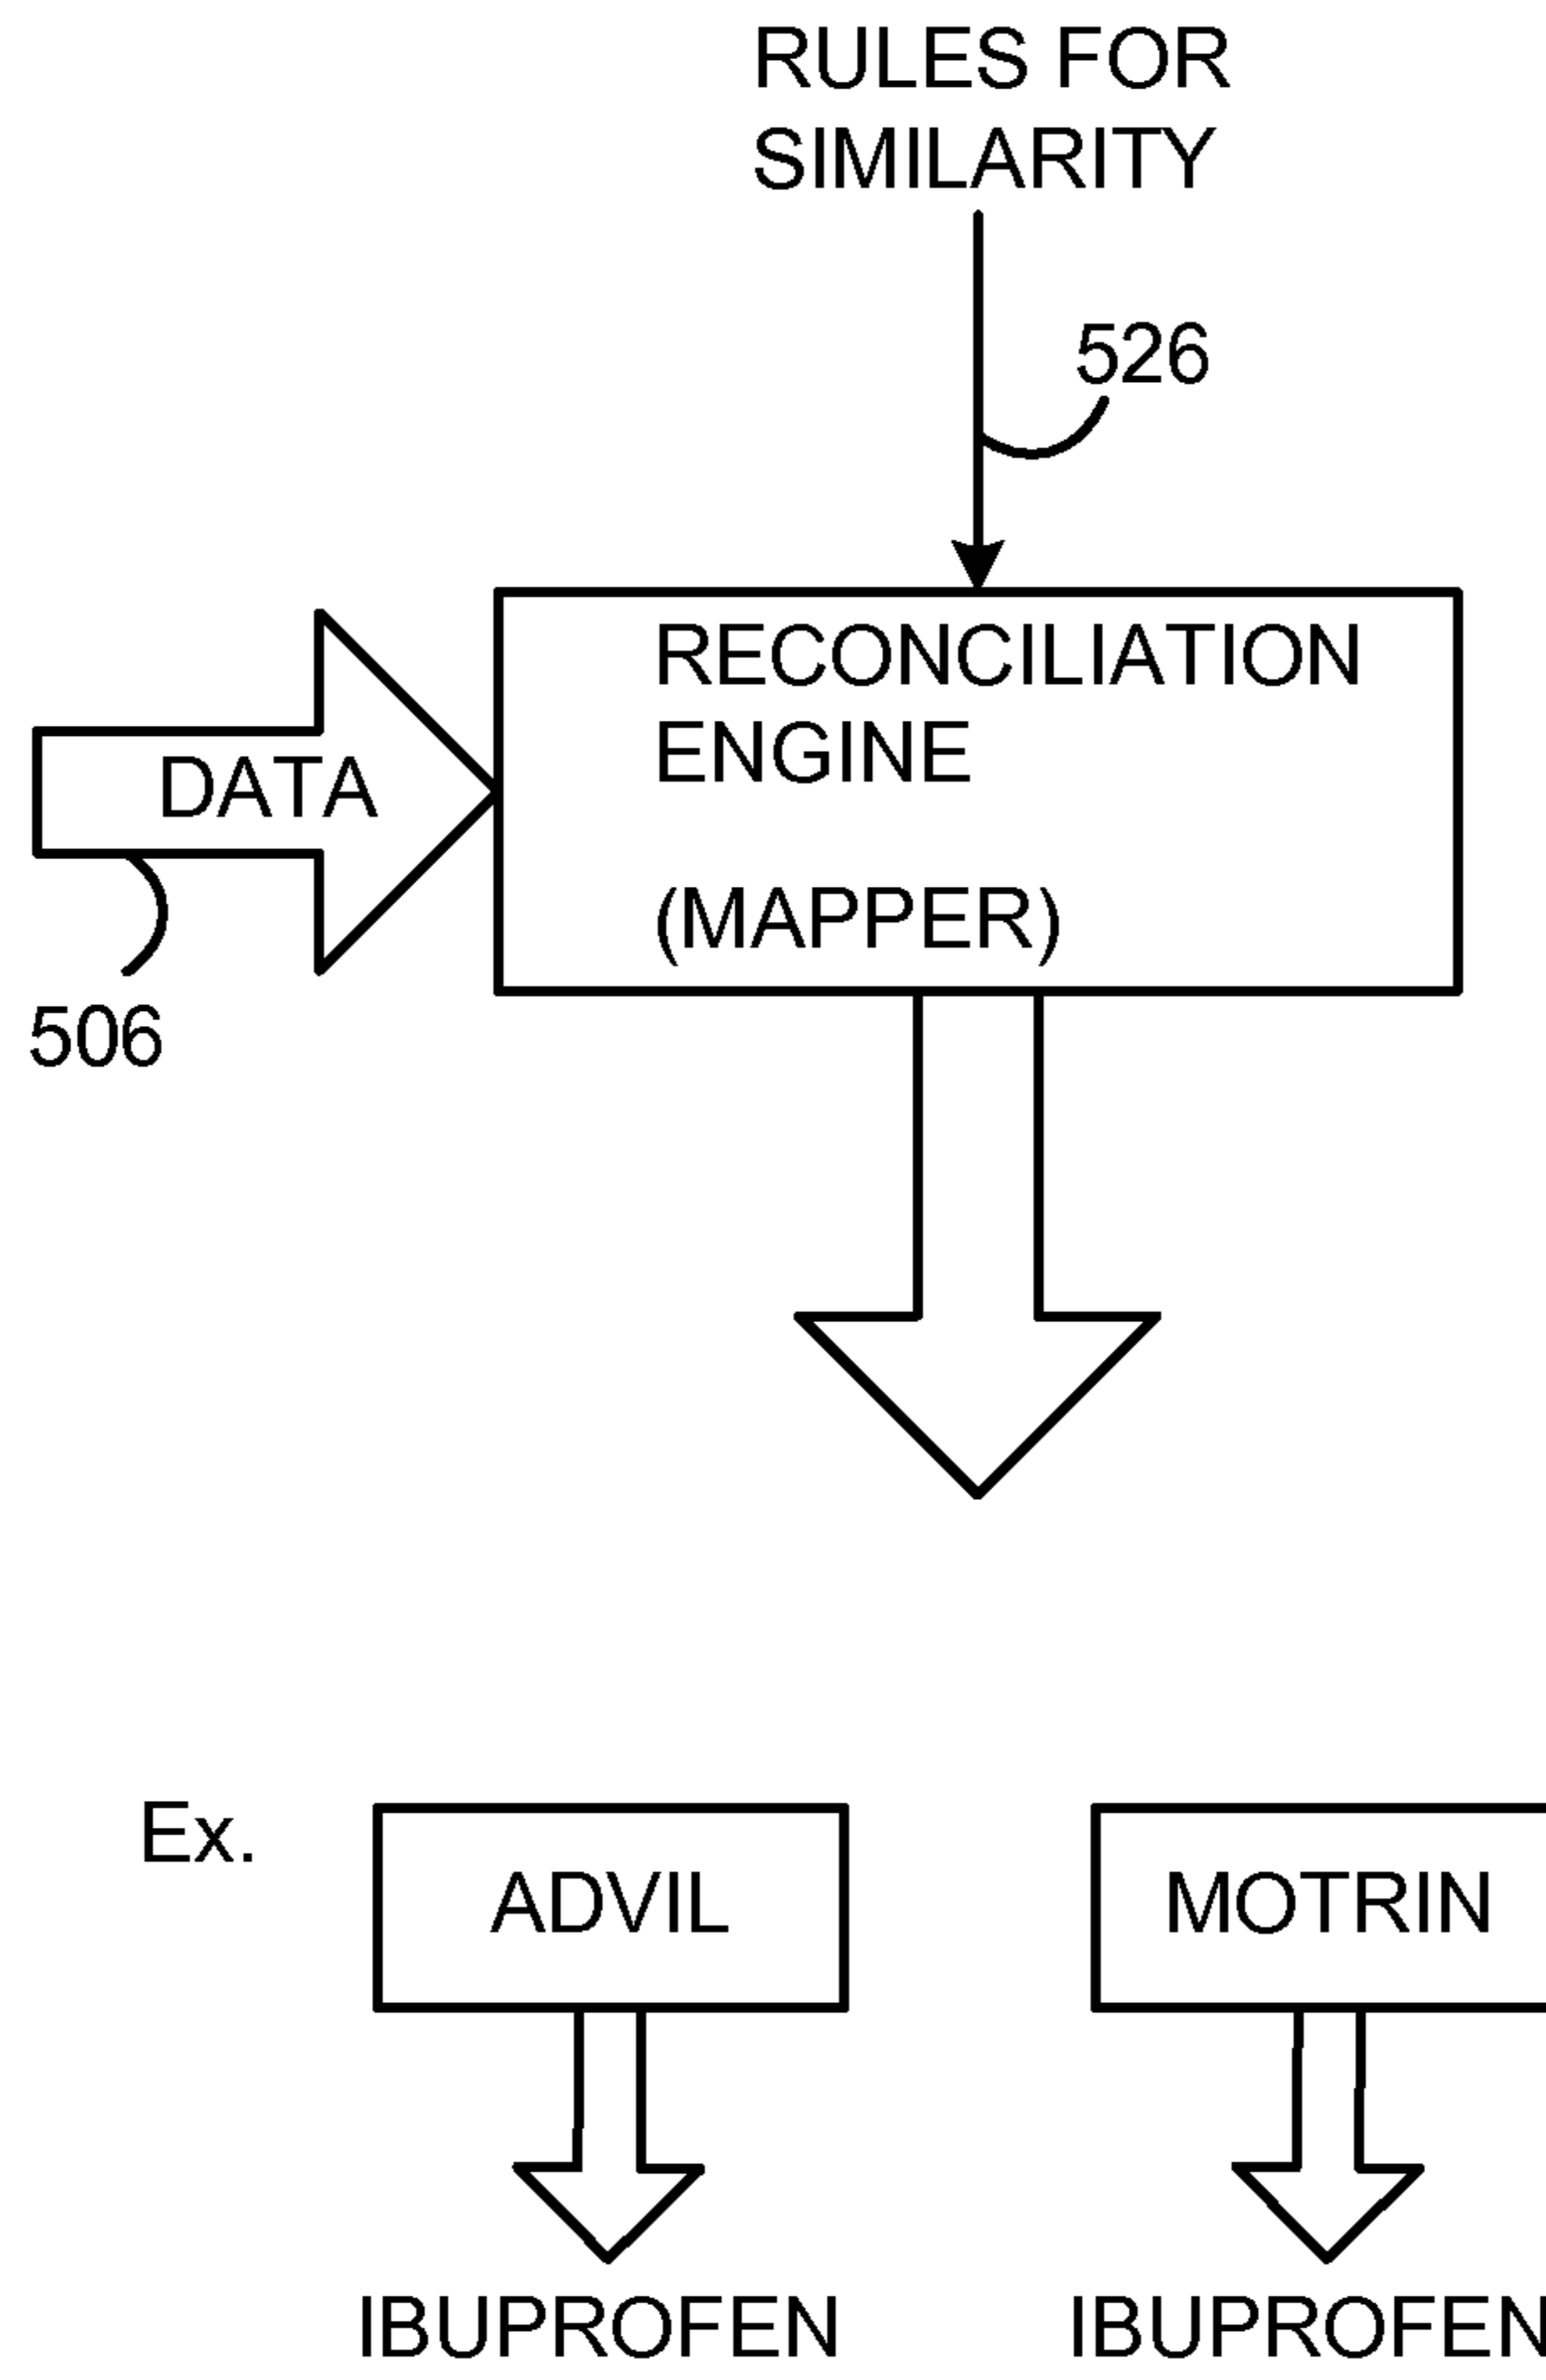 RULES FOR
SIMILARITY
526
RECONCILIATION
ENGINE
(MAPPER)
DATA
506
Ex.
ADVIL
MOTRIN
IBUPROFEN
IBUPROFEN